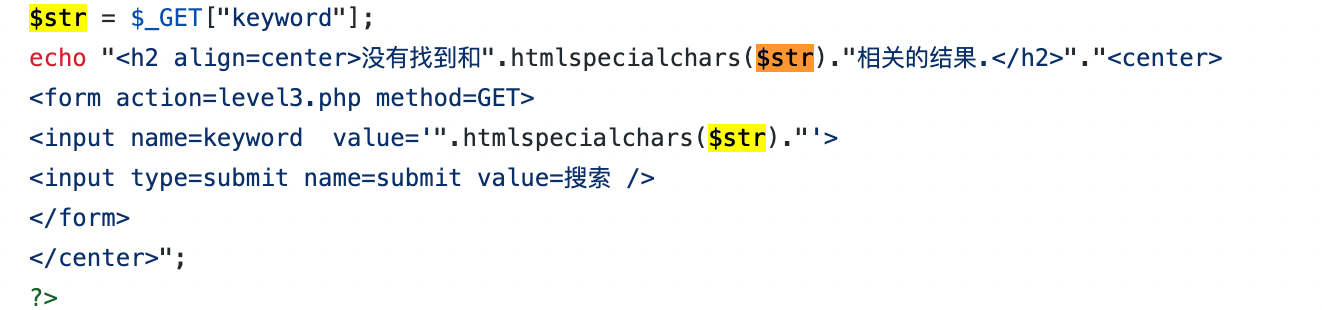 $str = $_GET["keyword"];
echo "<h2 align=center>没有找到和".htmlspecialchars($str)."相关的结果.</h2>"."<center>
<form action=level3.php method=GET>
<input name=keyword  value='".htmlspecialchars($str)."'>
<input type=submit name=submit value=搜索 />
</form>
</center>";
?>